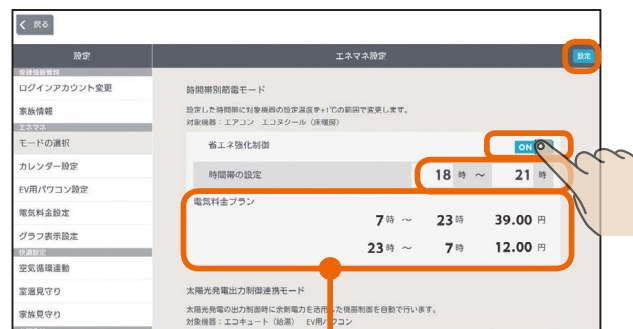 戻る
設定
エネマネ設定
設定
登録情報管理
ログインアカウント変更
家族情報
エネマネ
モードの選択
カレンダー設定
EV用パワコン設定
電気料金設定
グラフ表示設定
快適設定
空気循環連動
室温見守り
家族見守り
時間帯別節電モード
設定した時間帯に対象機器の設定温度を+1℃の範囲で変更します。
対象機器：エアコン エコヌクール（床暖房）
省エネ強化制御
ON
時間帯の設定
18 時 ～ 21 時
電気料金プラン
7時 ～ 23時 39.00 円
23時 ～ 7時 12.00 円
太陽光発電出力制御連携モード
太陽光発電の出力制御時に余剰電力を活用した機器制御を自動で行います。
対象機器：エコキュート（給湯） EV用パワコン